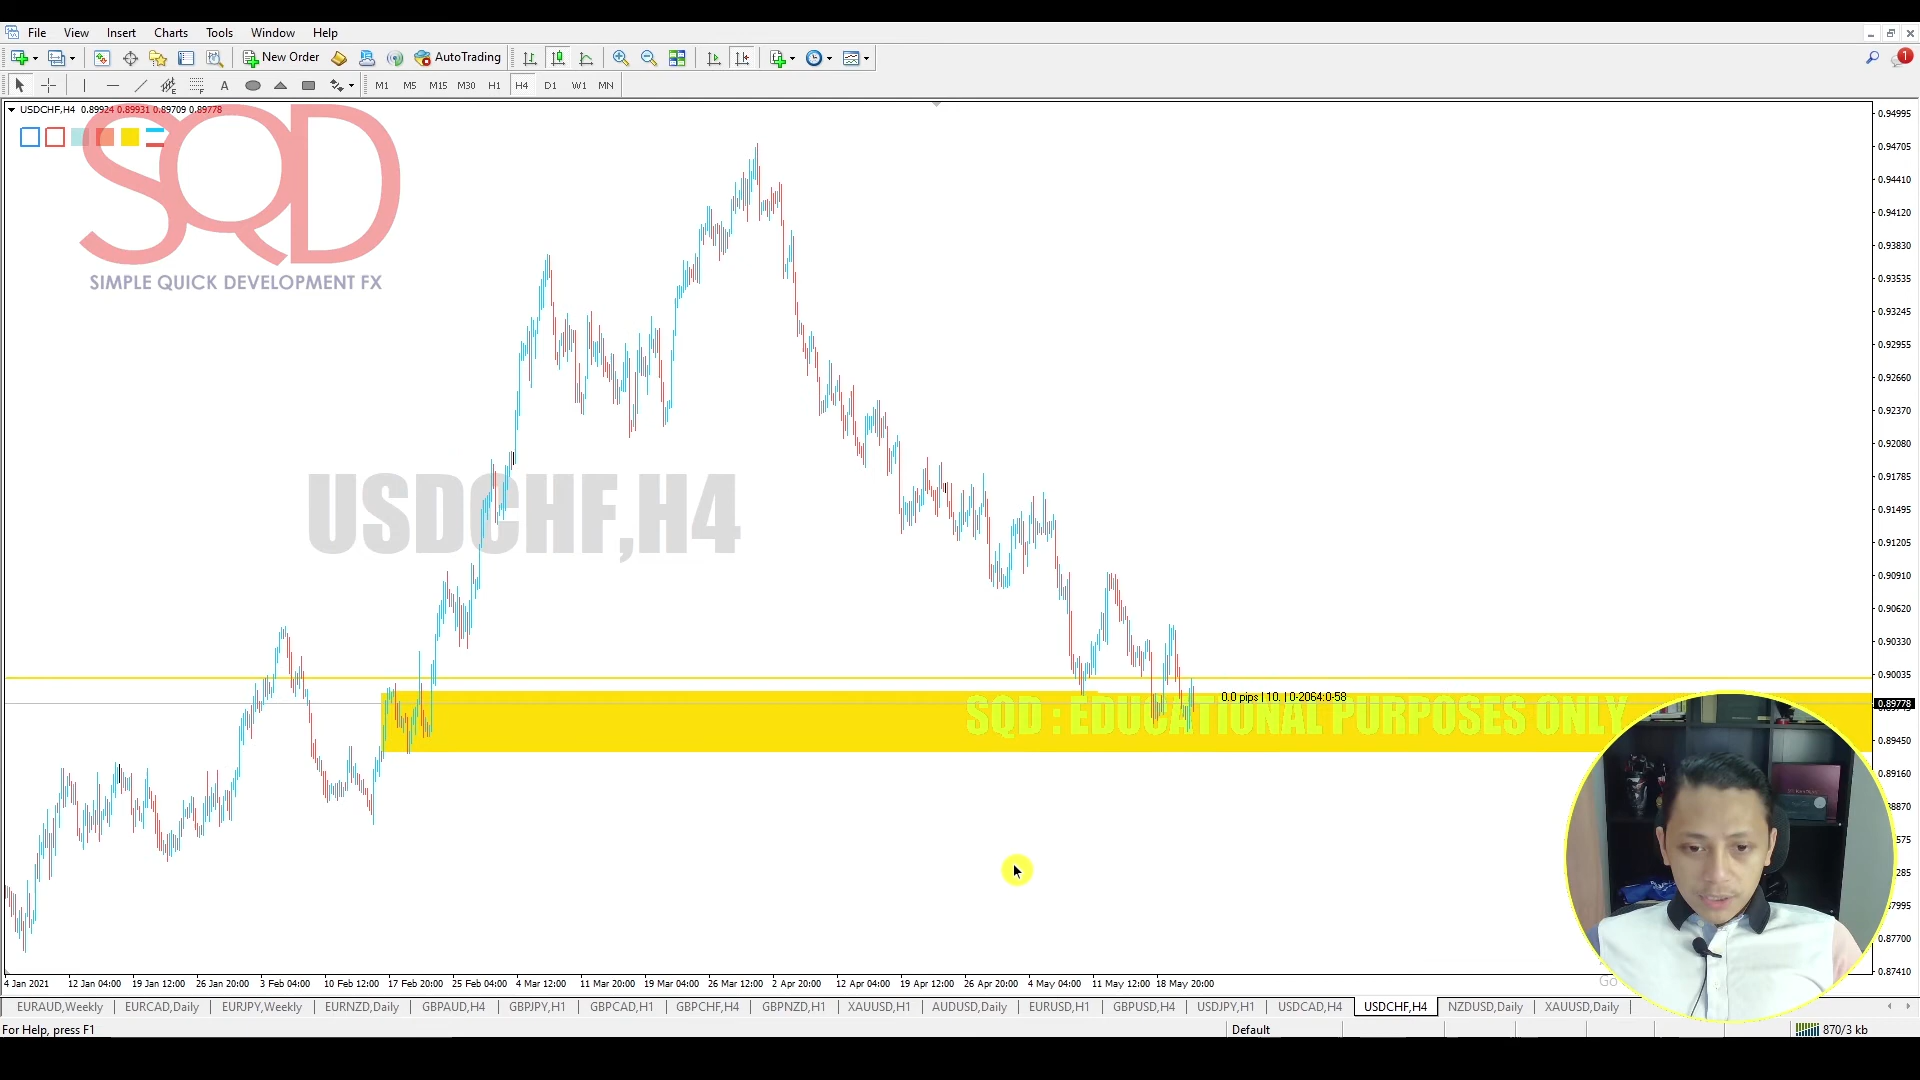 File View Insert Charts Tools Window Help
New Order AutoTrading
A M1 M5 M15 M30 H1 H4 D1 W1 MN
1
USDCHF,H4 0.89924 0.89931 0.89709 0.89778
SQD
SIMPLE QUICK DEVELOPMENT FX
USDCHF,H4
0.94995
0.94705
0.94410
0.94120
0.93830
0.93535
0.93245
0.92955
0.92660
0.92370
0.92080
0.91785
0.91495
0.91205
0.90910
0.90620
0.90330
0.90035
0.0 pips | 10. | 0-2064:0-58
0.89778
SQD : EDUCATIONAL PURPOSES ONLY
0.89450
0.89160
0.87700
0.87410
4 Jan 2021 12 Jan 04:00 19 Jan 12:00 26 Jan 20:00 3 Feb 04:00 10 Feb 12:00 17 Feb 20:00 25 Feb 04:00 4 Mar 12:00 11 Mar 20:00 19 Mar 04:00 26 Mar 12:00 2 Apr 20:00 12 Apr 04:00 19 Apr 12:00 26 Apr 20:00 4 May 04:00 11 May 12:00 18 May 20:00
EURAUD,Weekly EURCAD,Daily EURJPY,Weekly EURNZD,Daily GBPAUD,H4 GBPJPY,H1 GBPCAD,H1 GBPCHF,H4 GBPNZD,H1 XAUUSD,H1 AUDUSD,Daily EURUSD,H1 GBPUSD,H4 USDJPY,H1 USDCAD,H4 USDCHF,H4 NZDUSD,Daily XAUUSD,Daily
For Help, press F1 Default 870/3 kb